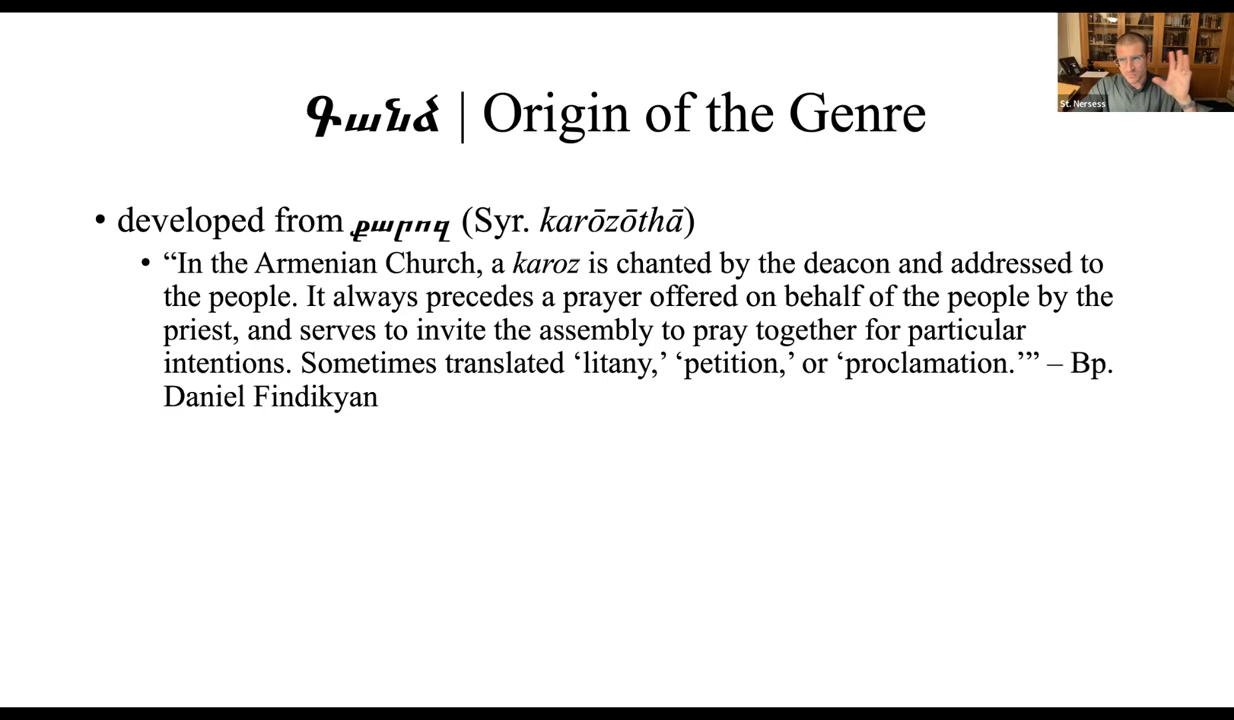 Գանձ | Origin of the Genre
St. Nersess
• developed from քարոզ (Syr. karōzōthā)
• “In the Armenian Church, a karoz is chanted by the deacon and addressed to
the people. It always precedes a prayer offered on behalf of the people by the
priest, and serves to invite the assembly to pray together for particular
intentions. Sometimes translated ‘litany,’ ‘petition,’ or ‘proclamation.’” – Bp.
Daniel Findikyan